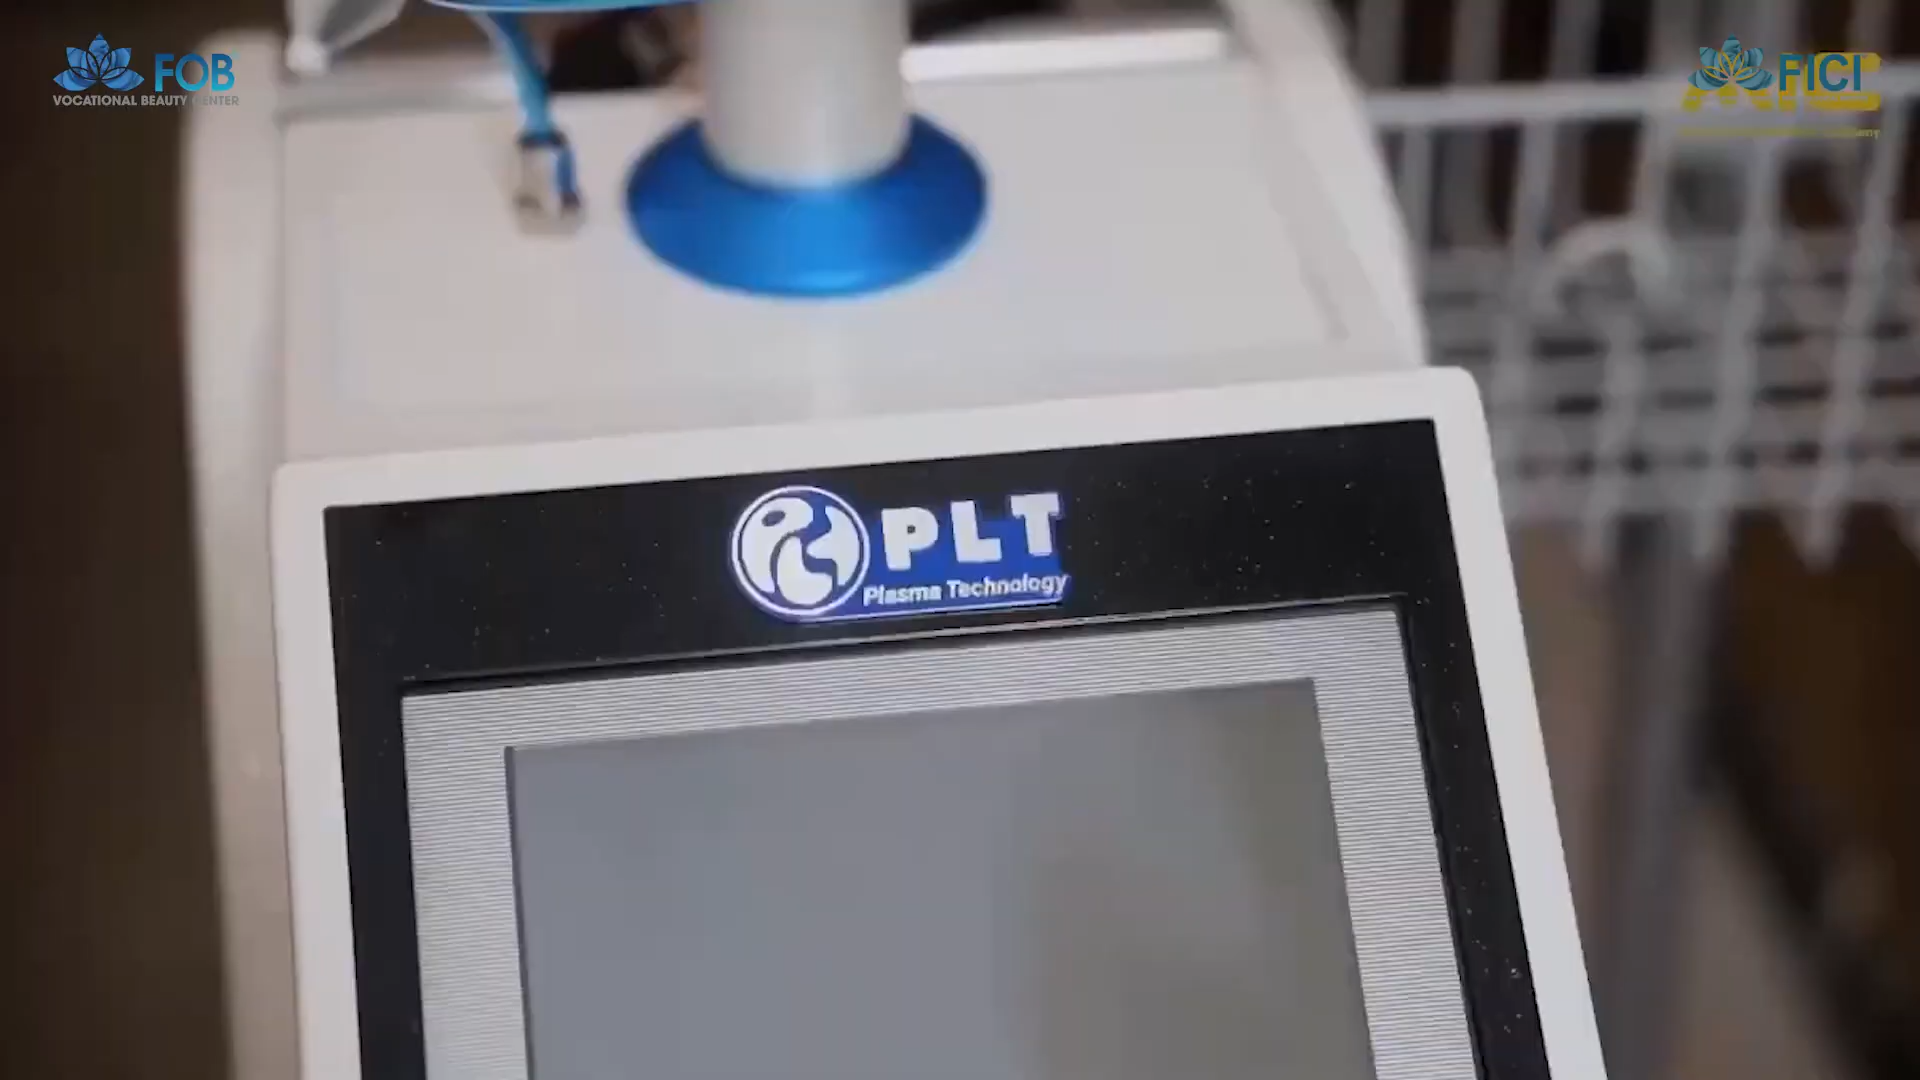 FOB
VOCATIONAL BEAUTY CENTER
FICI
PLT
Plasma Technology